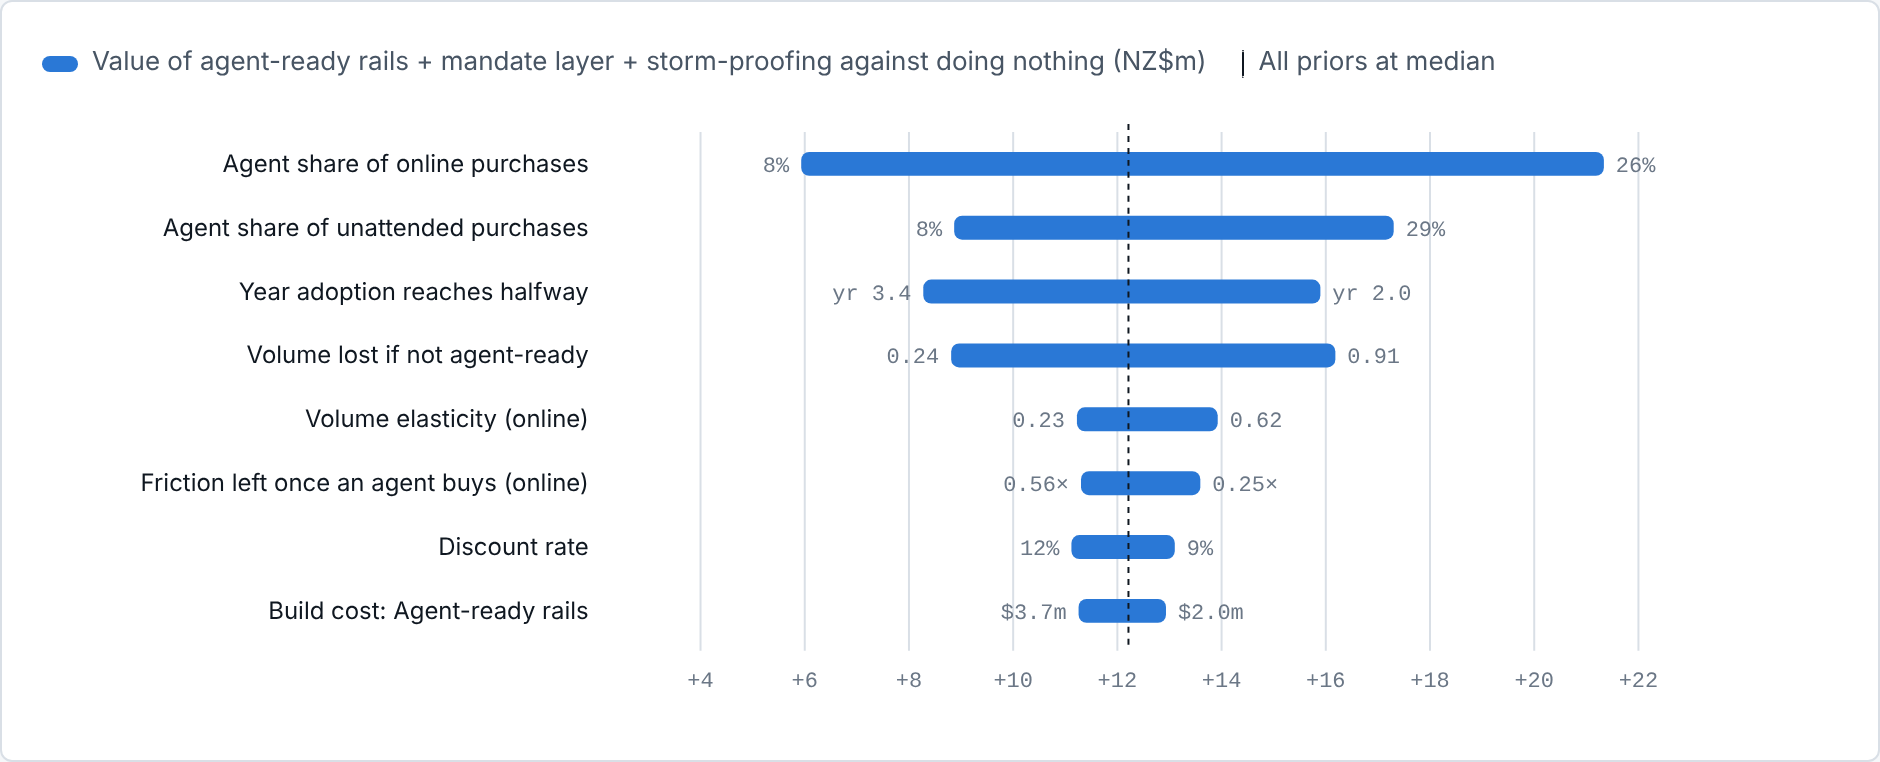 Value of agent-ready rails + mandate layer + storm-proofing against doing nothing (NZ$m) All priors at median
Agent share of online purchases 8% 26%
Agent share of unattended purchases 8% 29%
Year adoption reaches halfway yr 3.4 yr 2.0
Volume lost if not agent-ready 0.24 0.91
Volume elasticity (online) 0.23 0.62
Friction left once an agent buys (online) 0.56× 0.25×
Discount rate 12% 9%
Build cost: Agent-ready rails $3.7m $2.0m
+4 +6 +8 +10 +12 +14 +16 +18 +20 +22